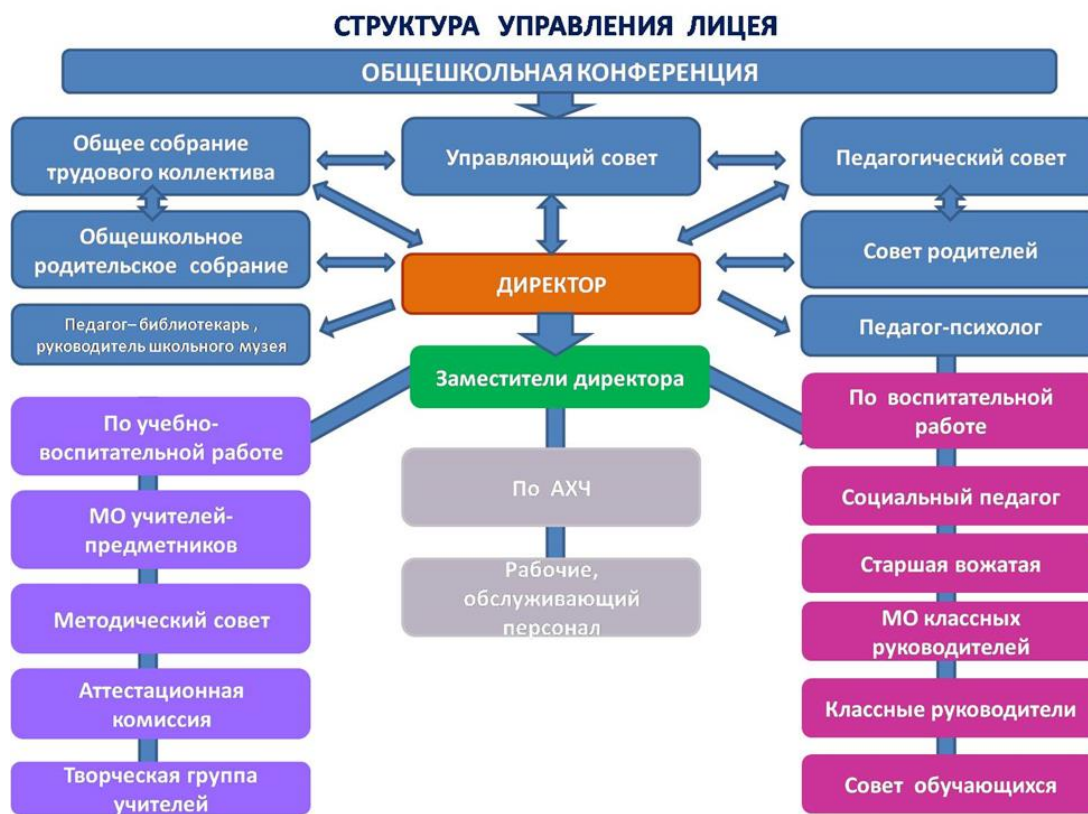 СТРУКТУРА УПРАВЛЕНИЯ ЛИЦЕЯ
ОБЩЕШКОЛЬНАЯ КОНФЕРЕНЦИЯ
Общее собрание
трудового коллектива
Управляющий совет
Педагогический совет
Общешкольное
родительское собрание
ДИРЕКТОР
Совет родителей
Педагог–библиотекарь ,
руководитель школьного музея
Педагог-психолог
Заместители директора
По учебно-
воспитательной работе
МО учителей-
предметников
Методический совет
Аттестационная
комиссия
Творческая группа
учителей
По АХЧ
Рабочие,
обслуживающий
персонал
По воспитательной
работе
Социальный педагог
Старшая вожатая
МО классных
руководителей
Классные руководители
Совет обучающихся